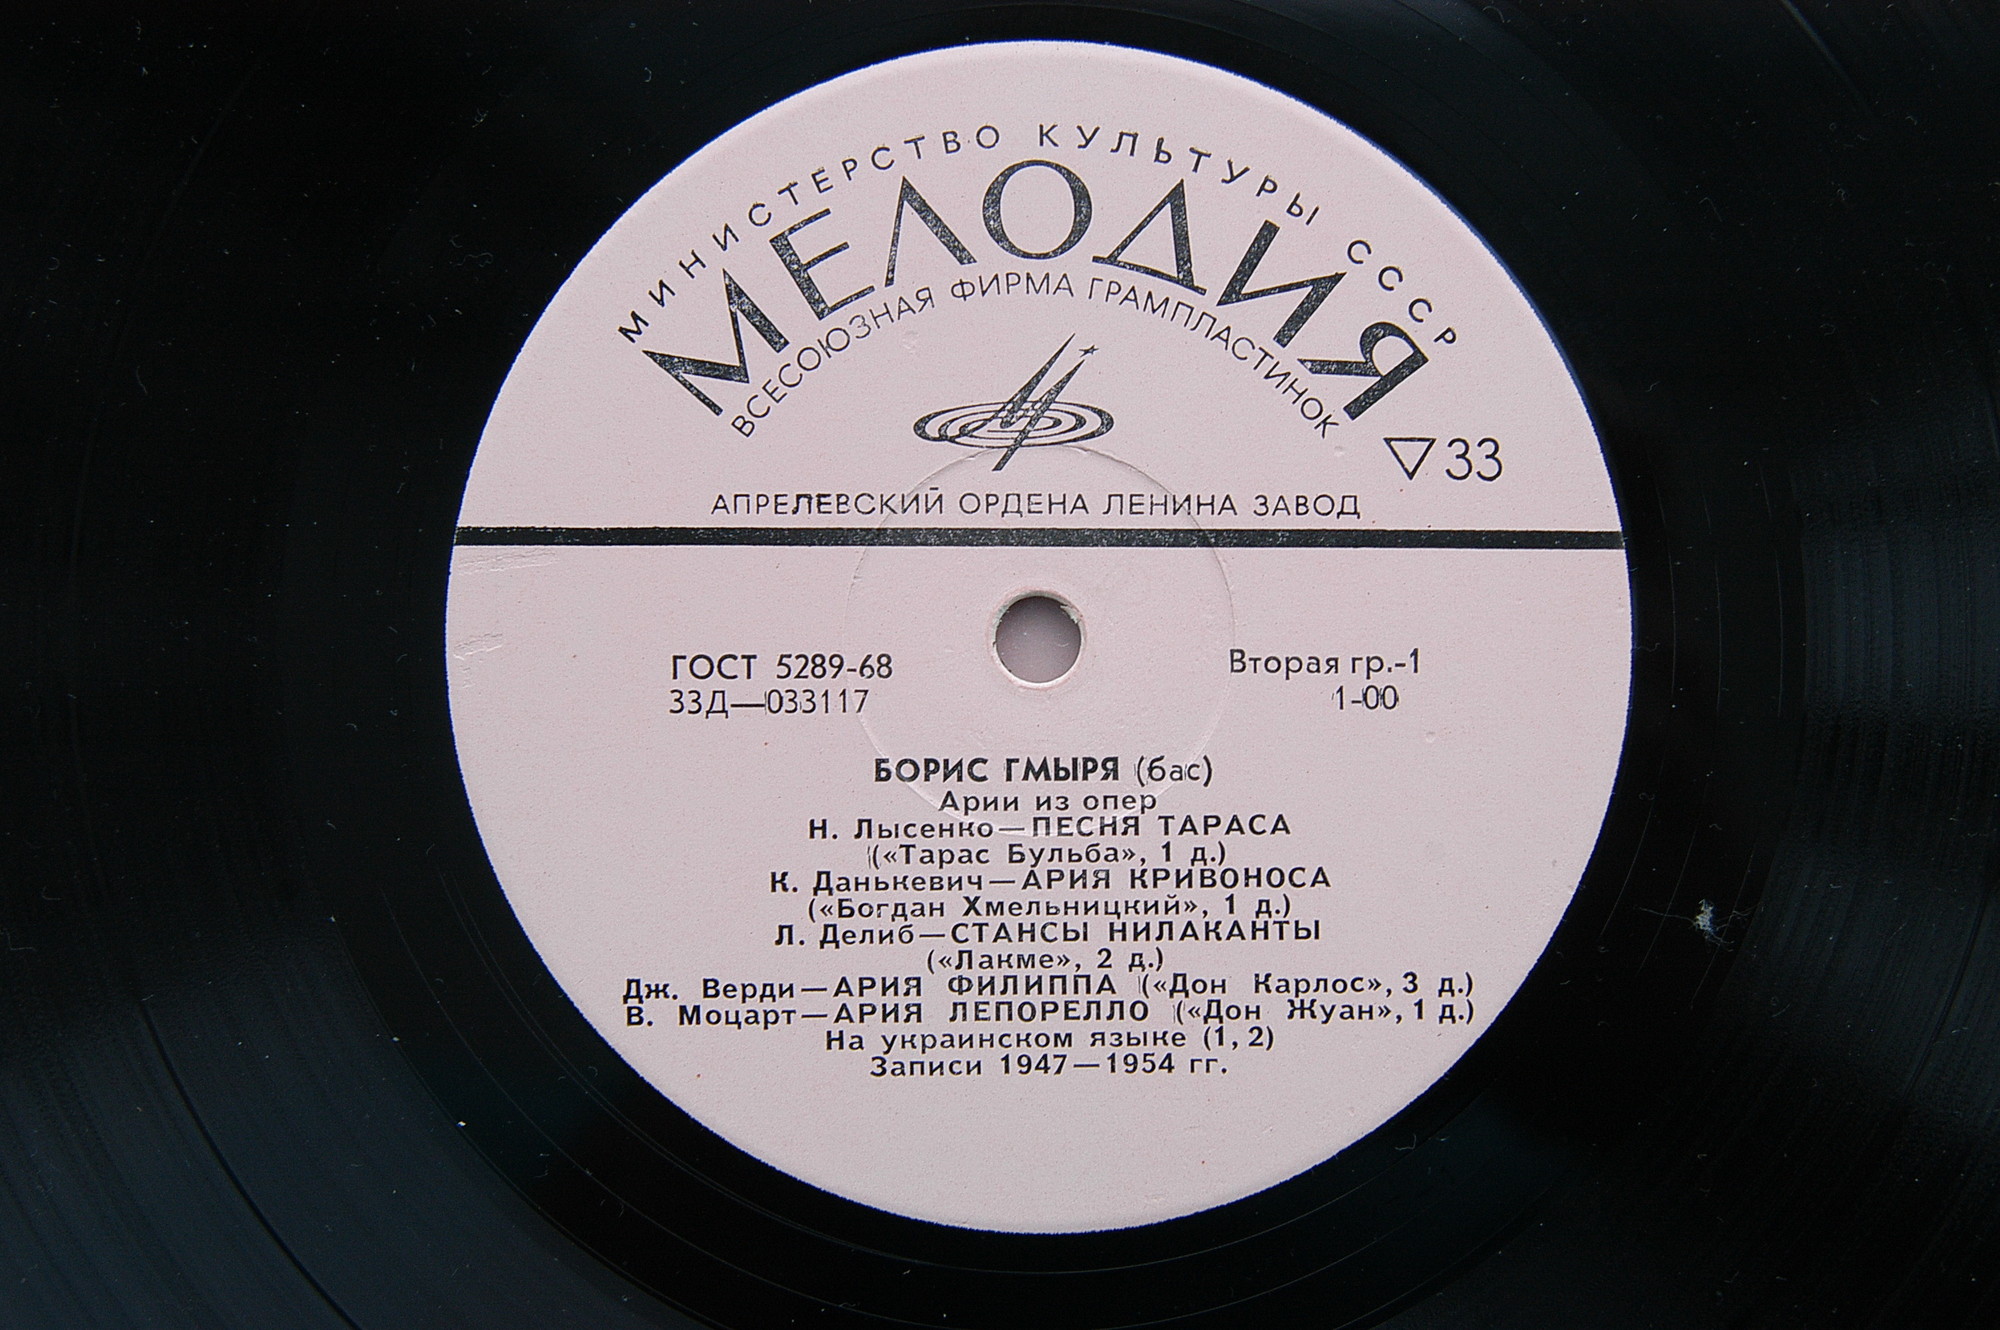 МИНИСТЕРСТВО КУЛЬТУРЫ СССР
МЕЛОДИЯ
ВСЕСОЮЗНАЯ ФИРМА ГРАМПЛАСТИНОК
▽33
АПРЕЛЕВСКИЙ ОРДЕНА ЛЕНИНА ЗАВОД
ГОСТ 5289-68
Вторая гр.-1
33Д—033117
1-00
БОРИС ГМЫРЯ (бас)
Арии из опер
Н. Лысенко—ПЕСНЯ ТАРАСА
(«Тарас Бульба», 1 д.)
К. Данькевич—АРИЯ КРИВОНОСА
(«Богдан Хмельницкий», 1 д.)
Л. Делиб—СТАНСЫ НИЛАКАНТЫ
(«Лакме», 2 д.)
Дж. Верди—АРИЯ ФИЛИППА («Дон Карлос», 3 д.)
В. Моцарт—АРИЯ ЛЕПОРЕЛЛО («Дон Жуан», 1 д.)
На украинском языке (1, 2)
Записи 1947—1954 гг.